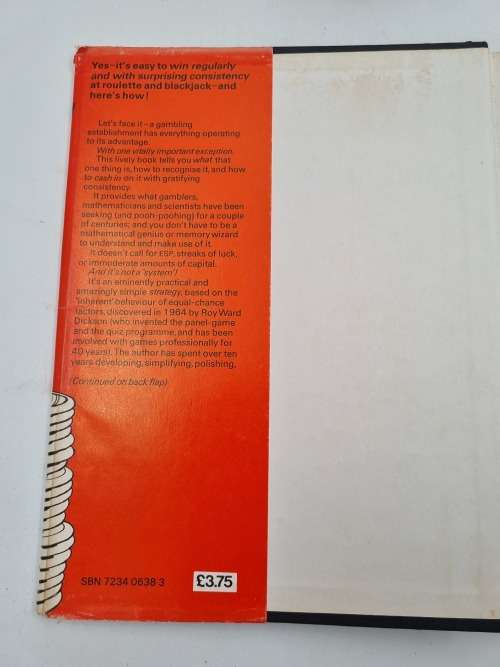 Yes–it's easy to win regularly
and with surprising consistency
at roulette and blackjack–and
here's how!
Let's face it–a gambling
establishment has everything operating
to its advantage.
With one vitally important exception.
This lively book tells you what that
one thing is, how to recognise it, and how
to cash in on it with gratifying
consistency.
It provides what gamblers,
mathematicians and scientists have been
seeking (and pooh-poohing) for a couple
of centuries; and you don't have to be a
mathematical genius or memory wizard
to understand and make use of it.
It doesn't call for ESP, streaks of luck,
or immoderate amounts of capital.
And it's not a 'system'!
It's an eminently practical and
amazingly simple strategy, based on the
'inherent' behaviour of equal-chance
factors, discovered in 1964 by Roy Ward
Dickson (who invented the panel-game
and the quiz programme, and has been
involved with games professionally for
40 years). The author has spent over ten
years developing, simplifying, polishing,
(Continued on back flap)
SBN 7234 0638 3
£3.75